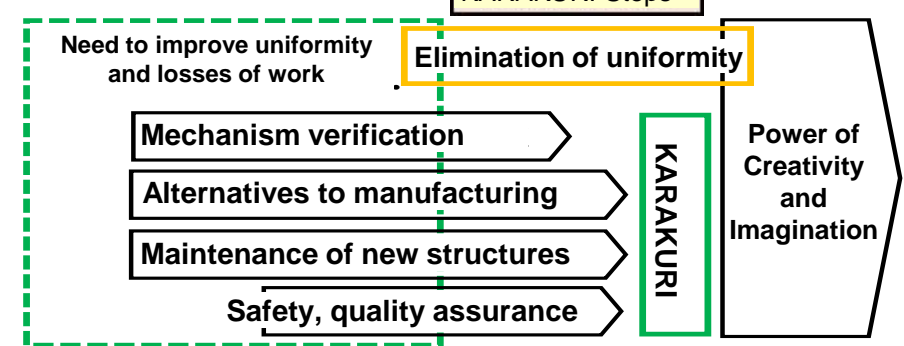 Need to improve uniformity
and losses of work
Elimination of uniformity
Mechanism verification
Alternatives to manufacturing
Maintenance of new structures
Safety, quality assurance
KARAKURI
Power of
Creativity
and
Imagination